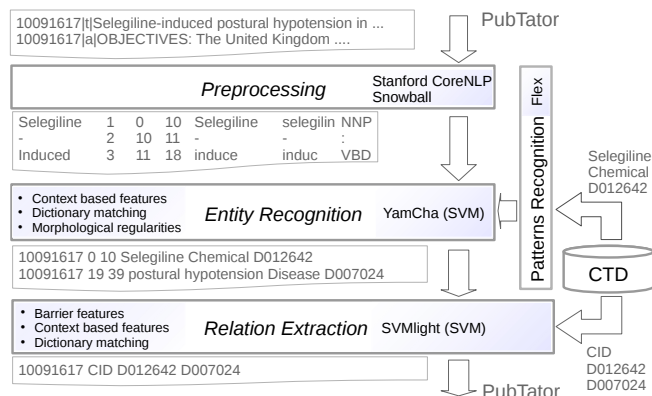 10091617|t|Selegiline-induced postural hypotension in ...
10091617|a|OBJECTIVES: The United Kingdom ....
PubTator
Preprocessing
Stanford CoreNLP
Snowball
Flex
Patterns Recognition
Selegiline 1 0 10 Selegiline selegilin NNP
- 2 10 11 - - :
Induced 3 11 18 induce induc VBD
Selegiline
Chemical
D012642
• Context based features
• Dictionary matching
• Morphological regularities
Entity Recognition
YamCha (SVM)
10091617 0 10 Selegiline Chemical D012642
10091617 19 39 postural hypotension Disease D007024
CTD
• Barrier features
• Context based features
• Dictionary matching
Relation Extraction
SVMlight (SVM)
CID
D012642
D007024
10091617 CID D012642 D007024
PubTator